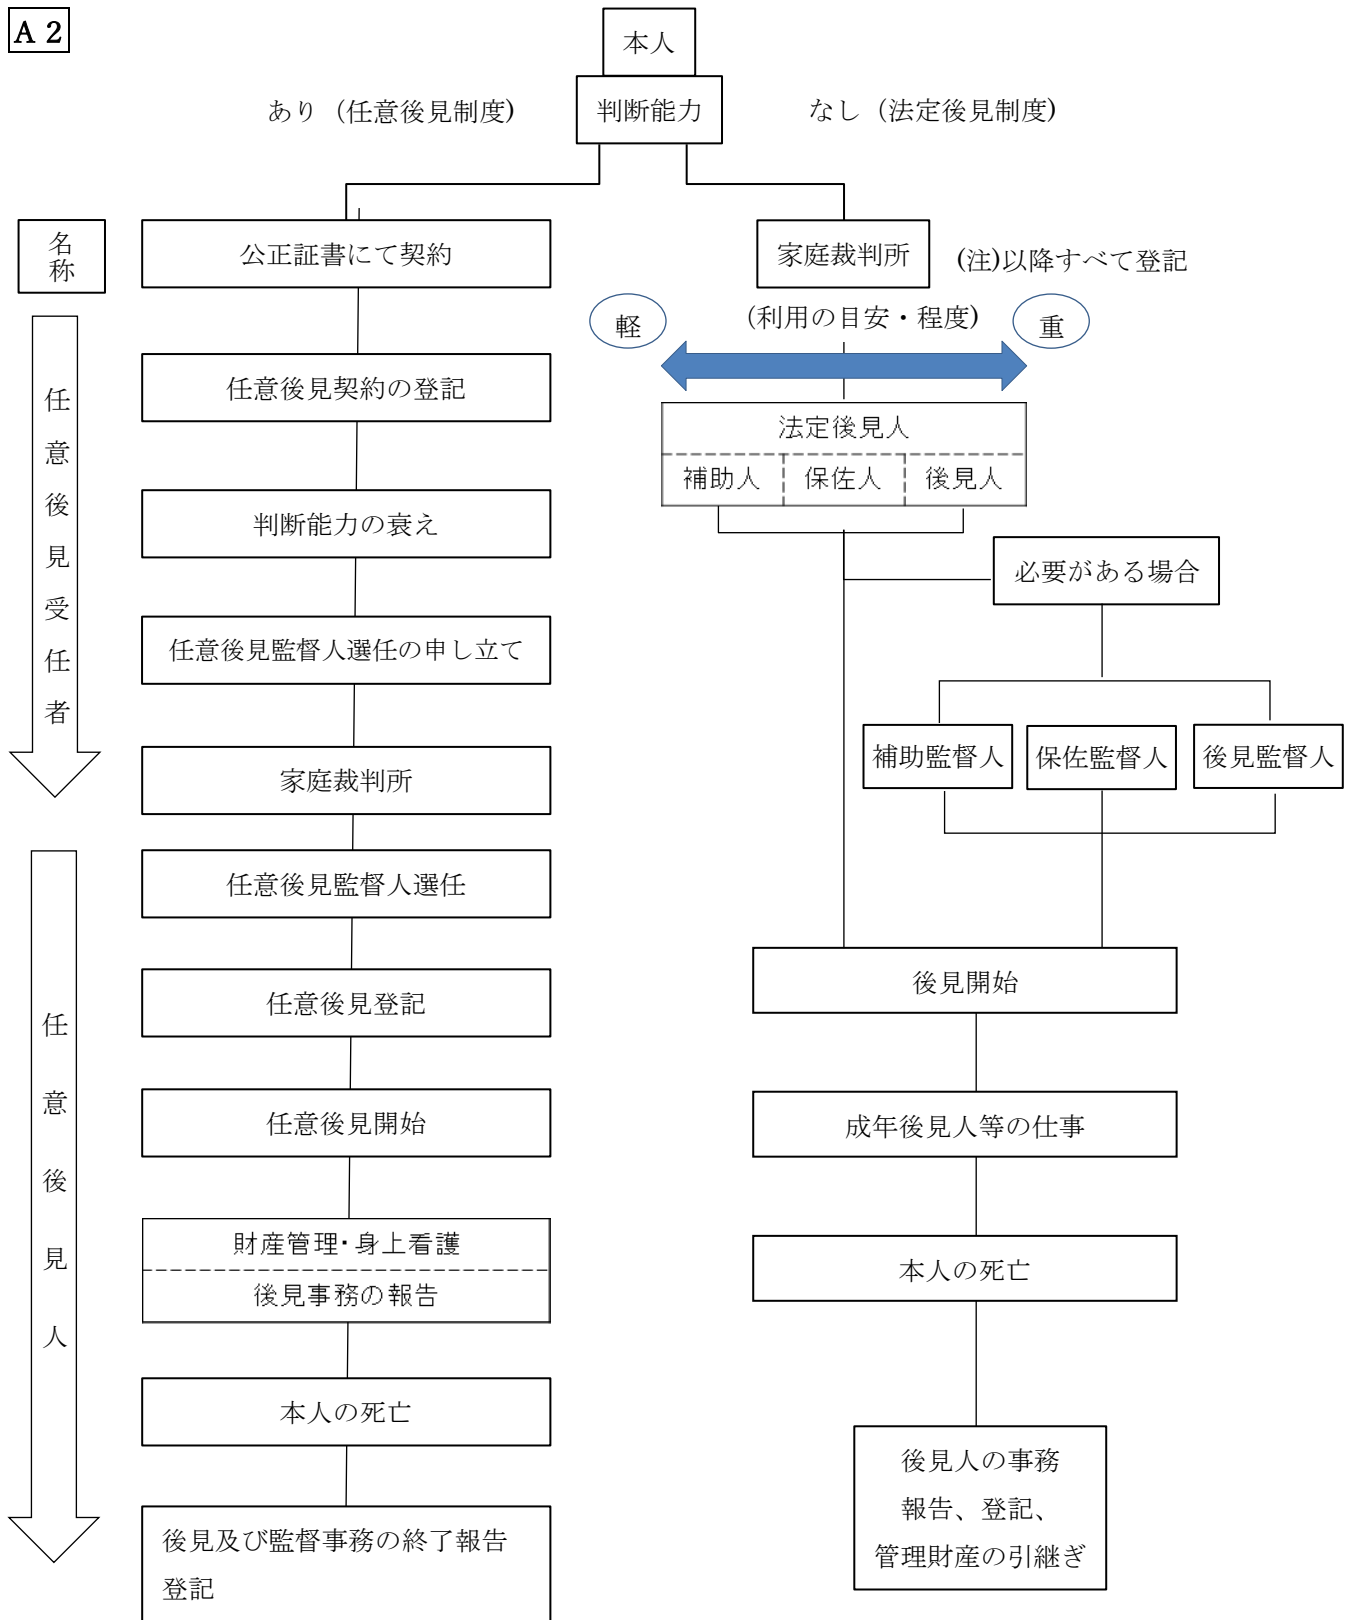 A 2
本人
判断能力
あり（任意後見制度)
なし（法定後見制度)
名
称
公正証書にて契約
任意後見契約の登記
判断能力の衰え
任意後見監督人選任の申し立て
家庭裁判所
任意後見監督人選任
任意後見登記
任意後見開始
財産管理・身上看護
後見事務の報告
本人の死亡
後見及び監督事務の終了報告
登記
任意後見受任者
任意後見人
家庭裁判所
(注)以降すべて登記
軽
(利用の目安・程度)
重
法定後見人
補助人 保佐人 後見人
必要がある場合
補助監督人 保佐監督人 後見監督人
後見開始
成年後見人等の仕事
本人の死亡
後見人の事務
報告、登記、
管理財産の引継ぎ